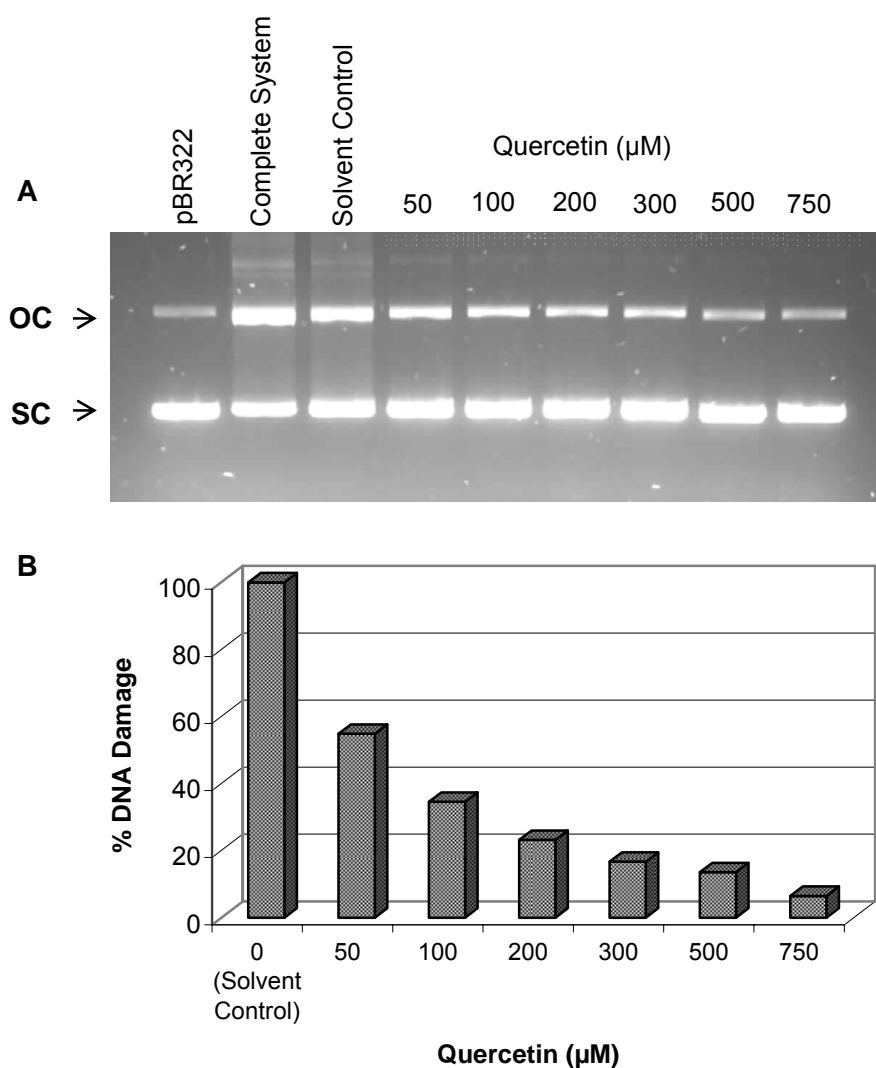 pBR322
Complete System
Solvent Control
Quercetin (µM)
A
50 100 200 300 500 750
OC
SC
B
% DNA Damage
100
80
60
40
20
0
0 50 100 200 300 500 750
(Solvent
Control)
Quercetin (µM)